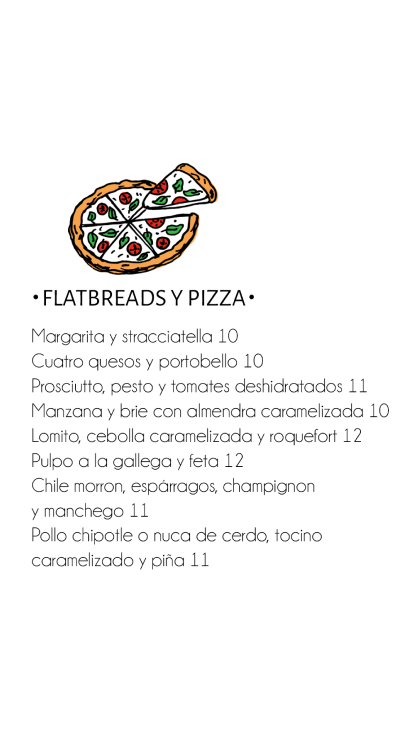 •FLATBREADS Y PIZZA•
Margarita y stracciatella 10
Cuatro quesos y portobello 10
Prosciutto, pesto y tomates deshidratados 11
Manzana y brie con almendra caramelizada 10
Lomito, cebolla caramelizada y roquefort 12
Pulpo a la gallega y feta 12
Chile morron, espárragos, champignon
y manchego 11
Pollo chipotle o nuca de cerdo, tocino
caramelizado y piña 11